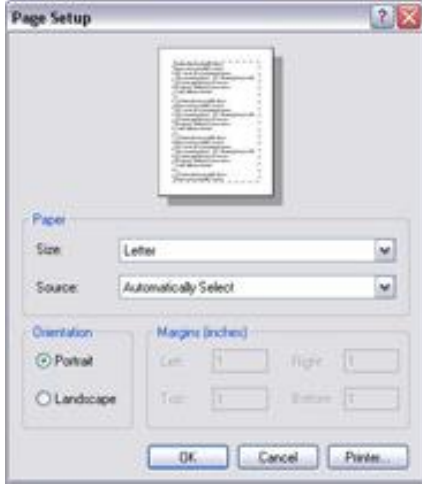 Page Setup
Paper
Size: Letter
Source: Automatically Select
Orientation
Margins (inches)
Portrait
Left: 1 Right: 1
Landscape
Top: 1 Bottom: 1
OK Cancel Printer...